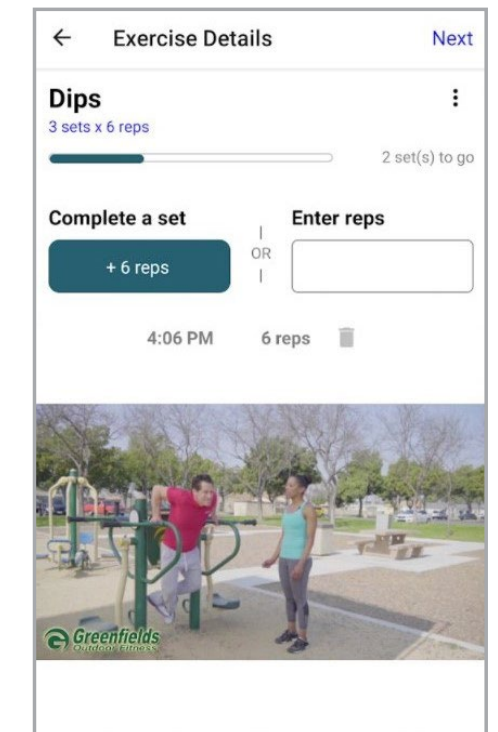 Exercise Details
Next
Dips
3 sets x 6 reps
2 set(s) to go
Complete a set
OR
Enter reps
+ 6 reps
4:06 PM 6 reps
Greenfields
Outdoor Fitness